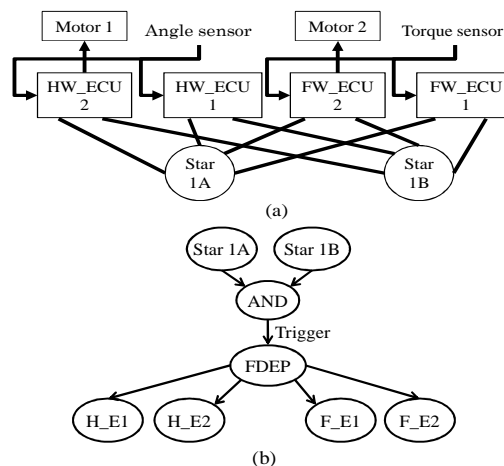 Motor 1
Angle sensor
Motor 2
Torque sensor
HW_ECU
2
HW_ECU
1
FW_ECU
2
FW_ECU
1
Star
1A
Star
1B
(a)
Star 1A
Star 1B
AND
Trigger
FDEP
H_E1
H_E2
F_E1
F_E2
(b)